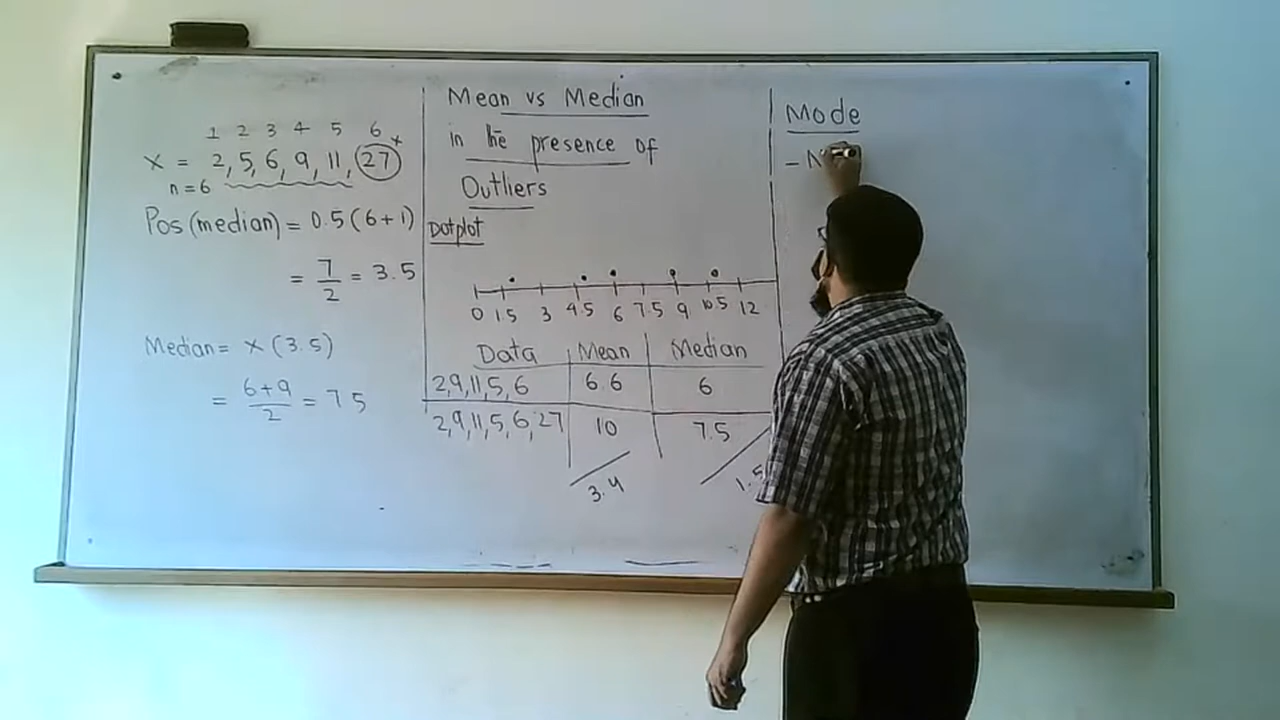 1 2 3 4 5 6
x = 2, 5, 6, 9, 11, 27
n = 6
Pos (median) = 0.5 (6 + 1)
= 7/2 = 3.5
Median = x (3.5)
= 6+9/2 = 7.5
Mean vs Median
in the presence of
Outliers
Dotplot
0 1.5 3 4.5 6 7.5 9 10.5 12
Data Mean Median
2,9,11,5,6 6.6 6
2,9,11,5,6,27 10 7.5
3.4 1.5
Mode
-